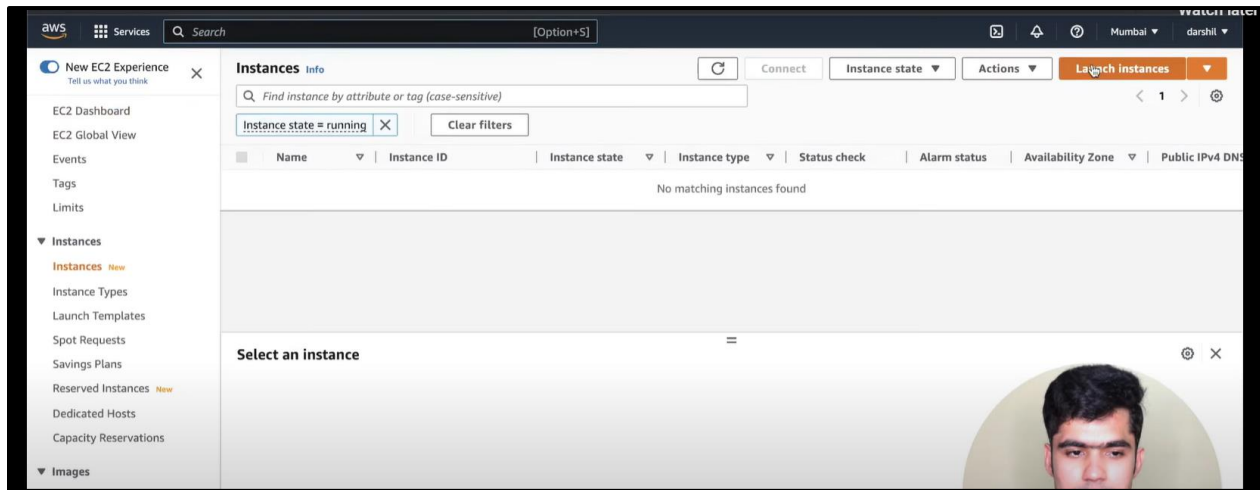 Watch later
aws Services Search [Option+S] Mumbai darshil
New EC2 Experience
Tell us what you think
EC2 Dashboard
EC2 Global View
Events
Tags
Limits
Instances
Instances New
Instance Types
Launch Templates
Spot Requests
Savings Plans
Reserved Instances New
Dedicated Hosts
Capacity Reservations
Images
Instances Info Connect Instance state Actions Launch instances
Find instance by attribute or tag (case-sensitive) 1
Instance state = running Clear filters
Name Instance ID Instance state Instance type Status check Alarm status Availability Zone Public IPv4 DNS
No matching instances found
Select an instance